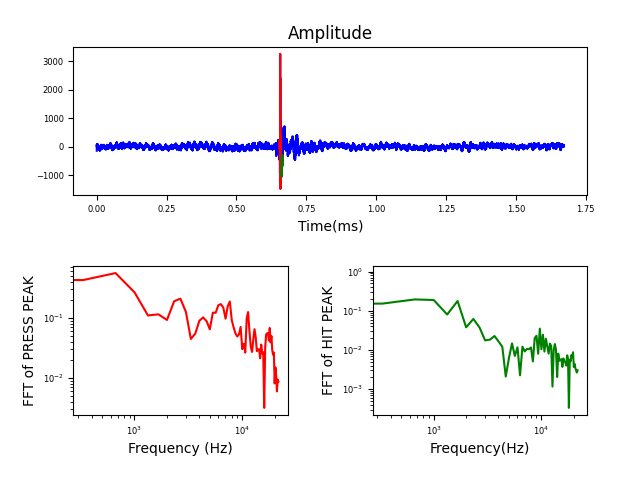 Amplitude
3000
2000
1000
0
−1000
0.00 0.25 0.50 0.75 1.00 1.25 1.50 1.75
Time(ms)
FFT of PRESS PEAK
10⁻¹
10⁻²
10³ 10⁴
Frequency (Hz)
FFT of HIT PEAK
10⁰
10⁻¹
10⁻²
10⁻³
10³ 10⁴
Frequency(Hz)